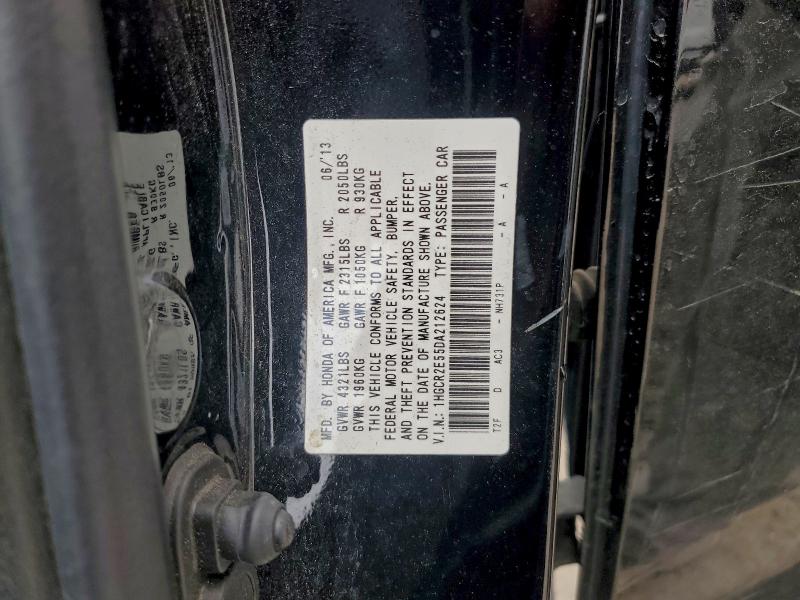 MFD. BY HONDA OF AMERICA MFG., INC. 06/'13
GVWR 4321LBS GAWR F 2315LBS R 2050LBS
GVWR 1960KG GAWR F 1050KG R 930KG
THIS VEHICLE CONFORMS TO ALL APPLICABLE
FEDERAL MOTOR VEHICLE SAFETY, BUMPER,
AND THEFT PREVENTION STANDARDS IN EFFECT
ON THE DATE OF MANUFACTURE SHOWN ABOVE.
V.I.N.: 1HGCR2E55DA212624 TYPE: PASSENGER CAR
T2F D AC3 - NH731P - A - A